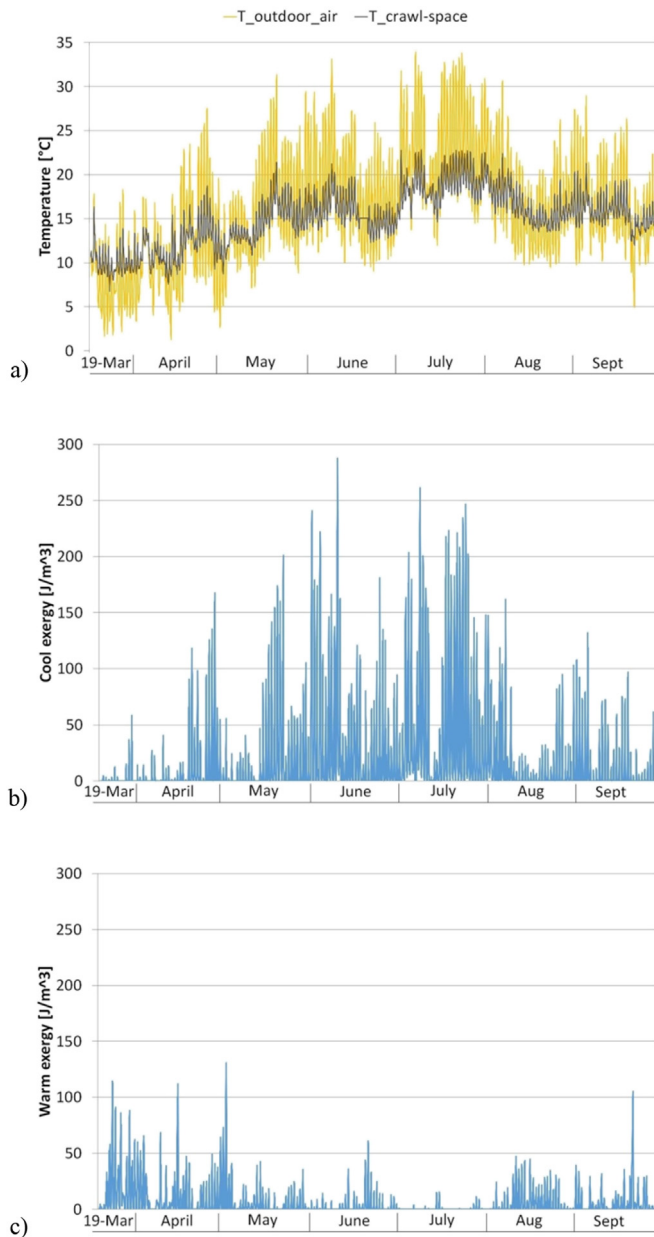 T_outdoor_air T_crawl-space
35
30
25
20
15
10
5
0
Temperature [°C]
19-Mar April May June July Aug Sept
a)
300
250
200
150
100
50
0
Cool exergy [J/m^3]
19-Mar April May June July Aug Sept
b)
300
250
200
150
100
50
0
Warm exergy [J/m^3]
19-Mar April May June July Aug Sept
c)